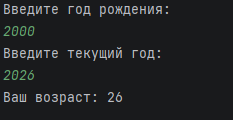 Введите год рождения:
2000
Введите текущий год:
2026
Ваш возраст: 26